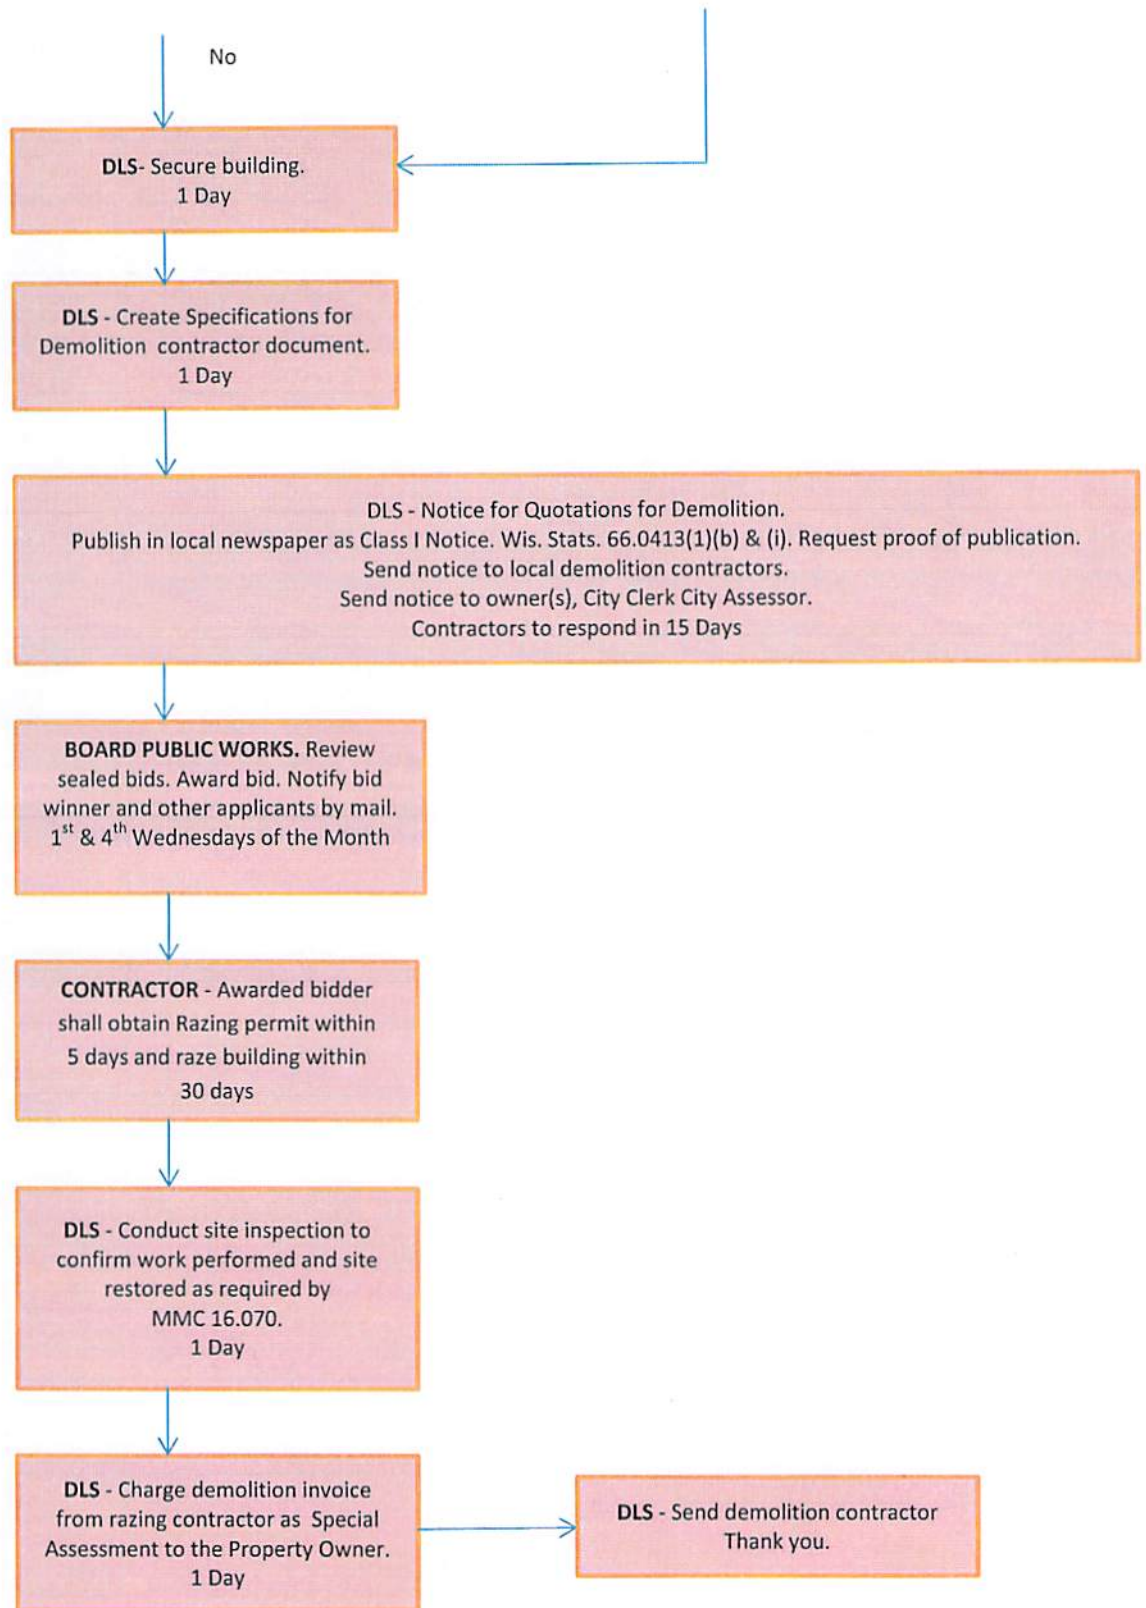 No
DLS- Secure building.
1 Day
DLS - Create Specifications for
Demolition contractor document.
1 Day
DLS - Notice for Quotations for Demolition.
Publish in local newspaper as Class I Notice. Wis. Stats. 66.0413(1)(b) & (i). Request proof of publication.
Send notice to local demolition contractors.
Send notice to owner(s), City Clerk City Assessor.
Contractors to respond in 15 Days
BOARD PUBLIC WORKS. Review
sealed bids. Award bid. Notify bid
winner and other applicants by mail.
1st & 4th Wednesdays of the Month
CONTRACTOR - Awarded bidder
shall obtain Razing permit within
5 days and raze building within
30 days
DLS - Conduct site inspection to
confirm work performed and site
restored as required by
MMC 16.070.
1 Day
DLS - Charge demolition invoice
from razing contractor as Special
Assessment to the Property Owner.
1 Day
DLS - Send demolition contractor
Thank you.